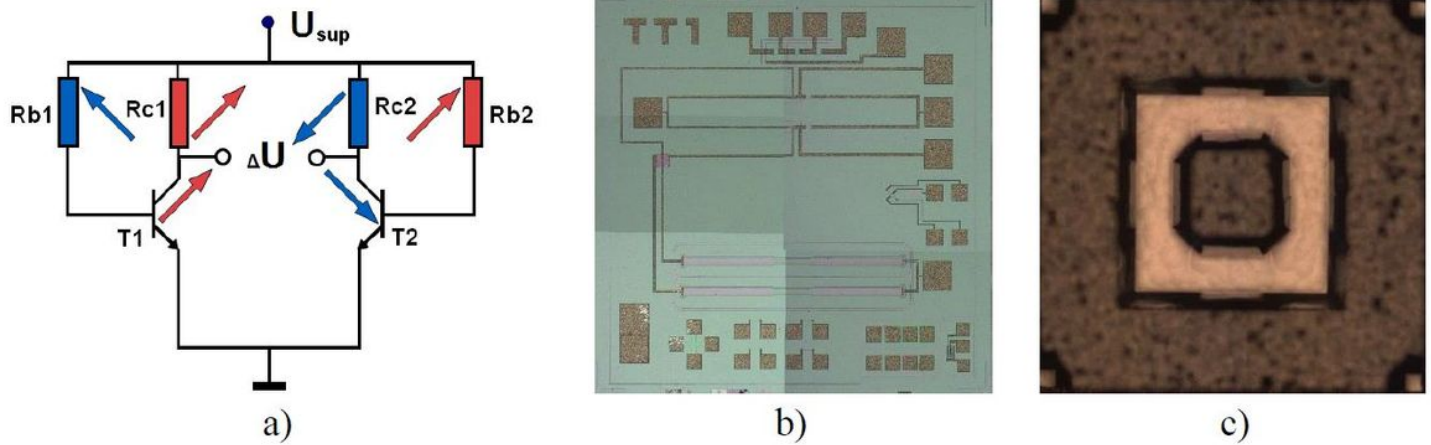 U_sup
Rb1
Rc1
Rc2
Rb2
ΔU
T1
T2
TT1
a)
b)
c)